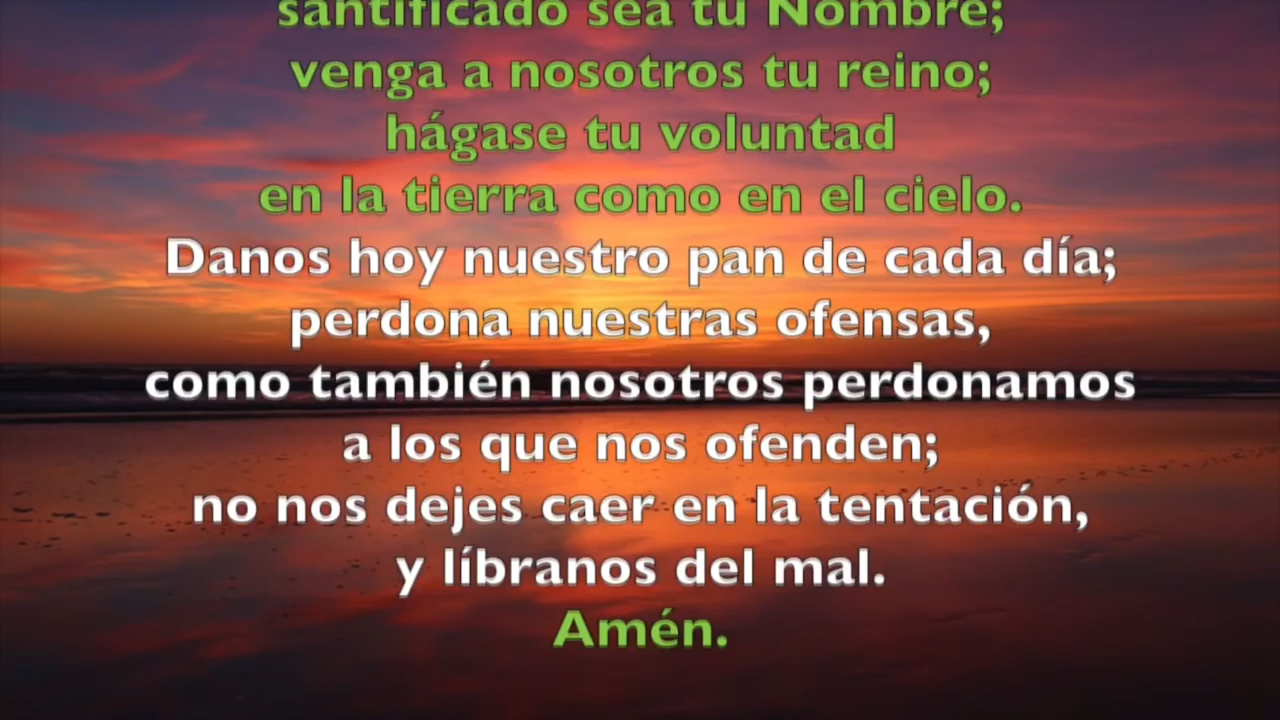 santificado sea tu Nombre;
venga a nosotros tu reino;
hágase tu voluntad
en la tierra como en el cielo.
Danos hoy nuestro pan de cada día;
perdona nuestras ofensas,
como también nosotros perdonamos
a los que nos ofenden;
no nos dejes caer en la tentación,
y líbranos del mal.
Amén.